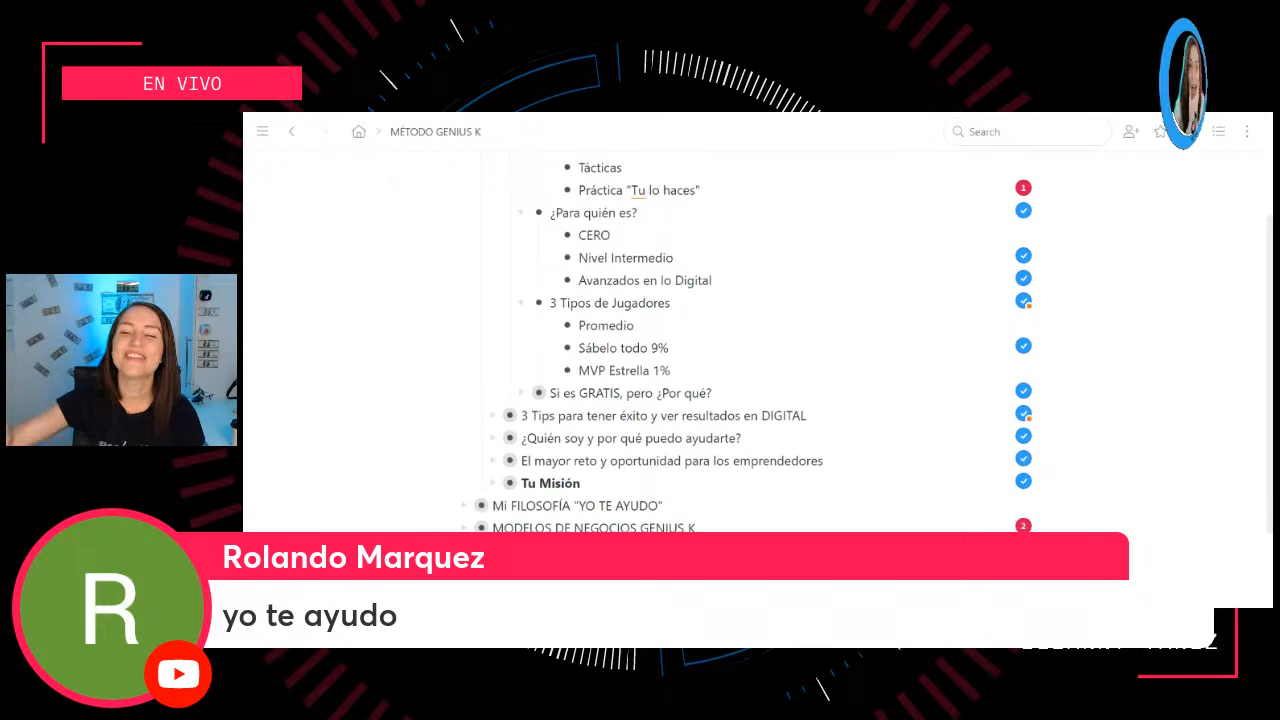 EN VIVO
MÉTODO GENIUS K
Search
Tácticas
Práctica "Tu lo haces"
1
¿Para quién es?
CERO
Nivel Intermedio
Avanzados en lo Digital
3 Tipos de Jugadores
Promedio
Sábelo todo 9%
MVP Estrella 1%
Si es GRATIS, pero ¿Por qué?
3 Tips para tener éxito y ver resultados en DIGITAL
¿Quién soy y por qué puedo ayudarte?
El mayor reto y oportunidad para los emprendedores
Tu Misión
Mi FILOSOFÍA "YO TE AYUDO"
MODELOS DE NEGOCIOS GENIUS K
2
Rolando Marquez
R
yo te ayudo